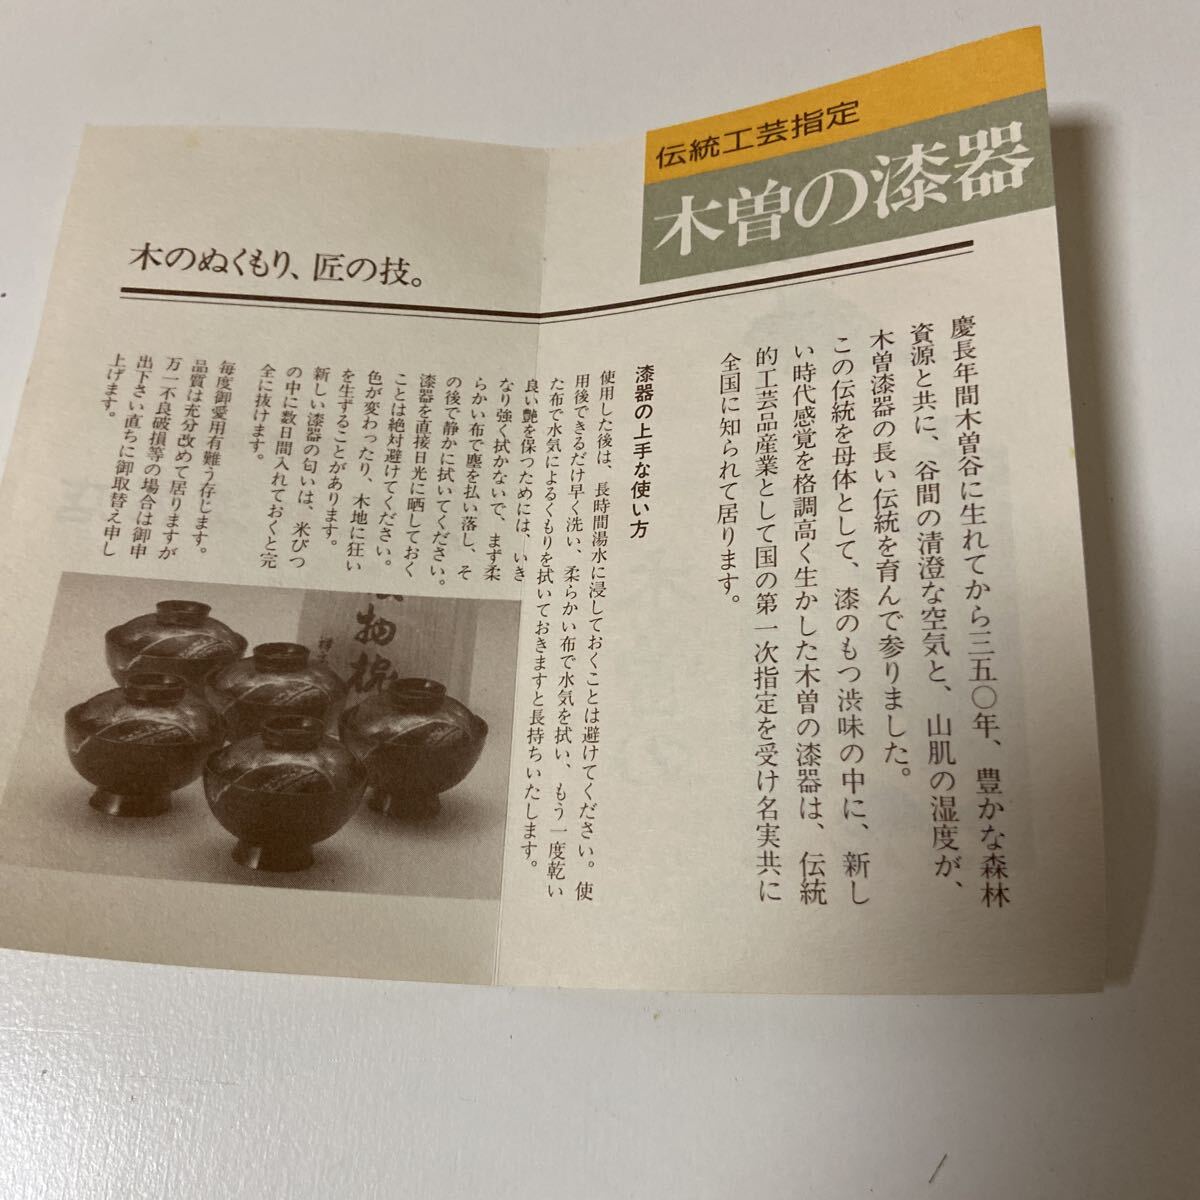 伝統工芸指定
木曽の漆器
慶長年間木曽谷に生れてから三五〇年、豊かな森林
資源と共に、谷間の清澄な空気と、山肌の湿度が、
木曽漆器の長い伝統を育んで参りました。
この伝統を母体として、漆のもつ渋味の中に、新し
い時代感覚を格調高く生かした木曽の漆器は、伝統
的工芸品産業として国の第一次指定を受け名実共に
全国に知られて居ります。
漆器の上手な使い方
使用した後は、長時間湯水に浸しておくことは避けてください。使
用後できるだけ早く洗い、柔らかい布で水気を拭い、もう一度乾い
た布で水気によるくもりを拭いておきますと長持ちいたします。
良い艶を保つためには、いき
なり強く拭かないで、まず柔
らかい布で塵を払い落し、そ
の後で静かに拭いてください。
漆器を直接日光に晒しておく
ことは絶対避けてください。
色が変わったり、木地に狂い
を生ずることがあります。
新しい漆器の匂いは、米びつ
の中に数日間入れておくと完
全に抜けます。
木のぬくもり、匠の技。
毎度御愛用有難う存じます。
品質は充分改めて居りますが
万一不良破損等の場合は御申
出下さい直ちに御取替え申し
上げます。
物椀